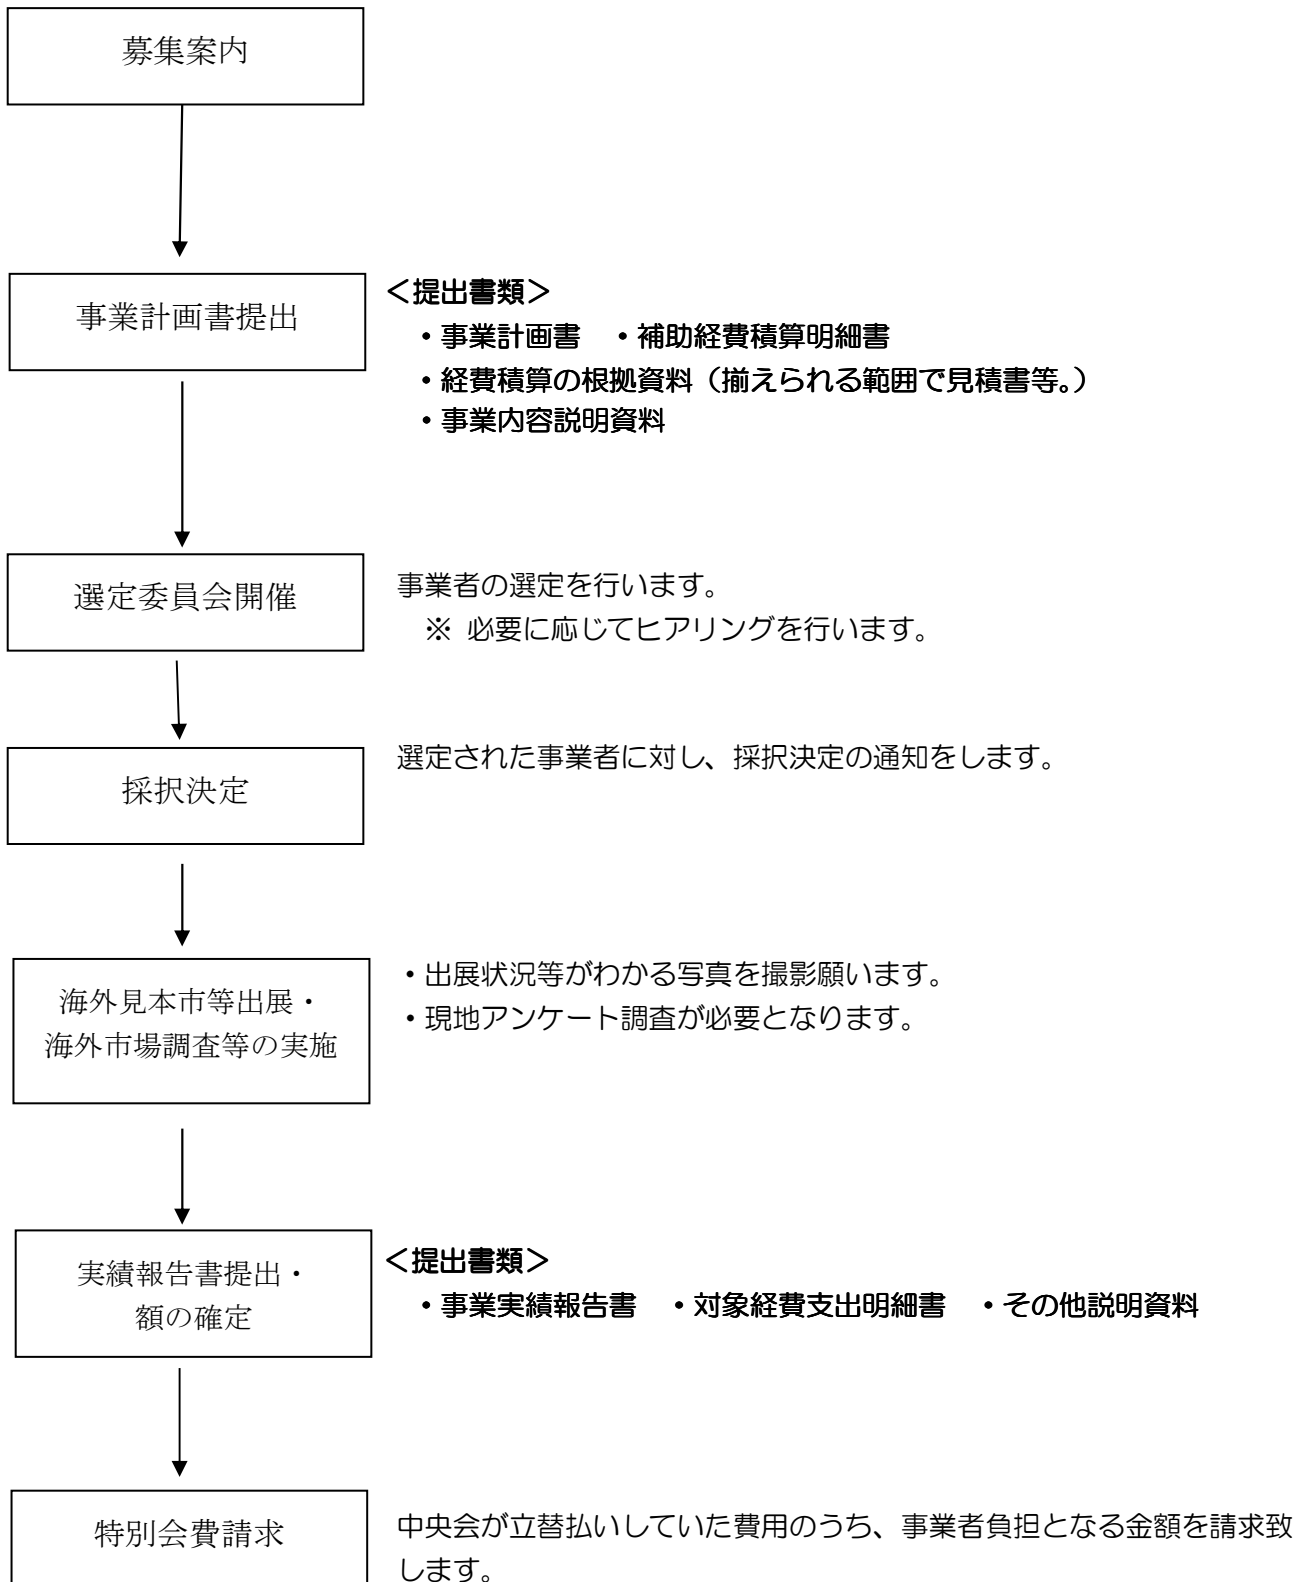 募集案内
事業計画書提出
＜提出書類＞
・事業計画書　・補助経費積算明細書
・経費積算の根拠資料（揃えられる範囲で見積書等。）
・事業内容説明資料
選定委員会開催
事業者の選定を行います。
※ 必要に応じてヒアリングを行います。
採択決定
選定された事業者に対し、採択決定の通知をします。
海外見本市等出展・
海外市場調査等の実施
・出展状況等がわかる写真を撮影願います。
・現地アンケート調査が必要となります。
実績報告書提出・
額の確定
＜提出書類＞
・事業実績報告書　・対象経費支出明細書　・その他説明資料
特別会費請求
中央会が立替払いしていた費用のうち、事業者負担となる金額を請求致
します。